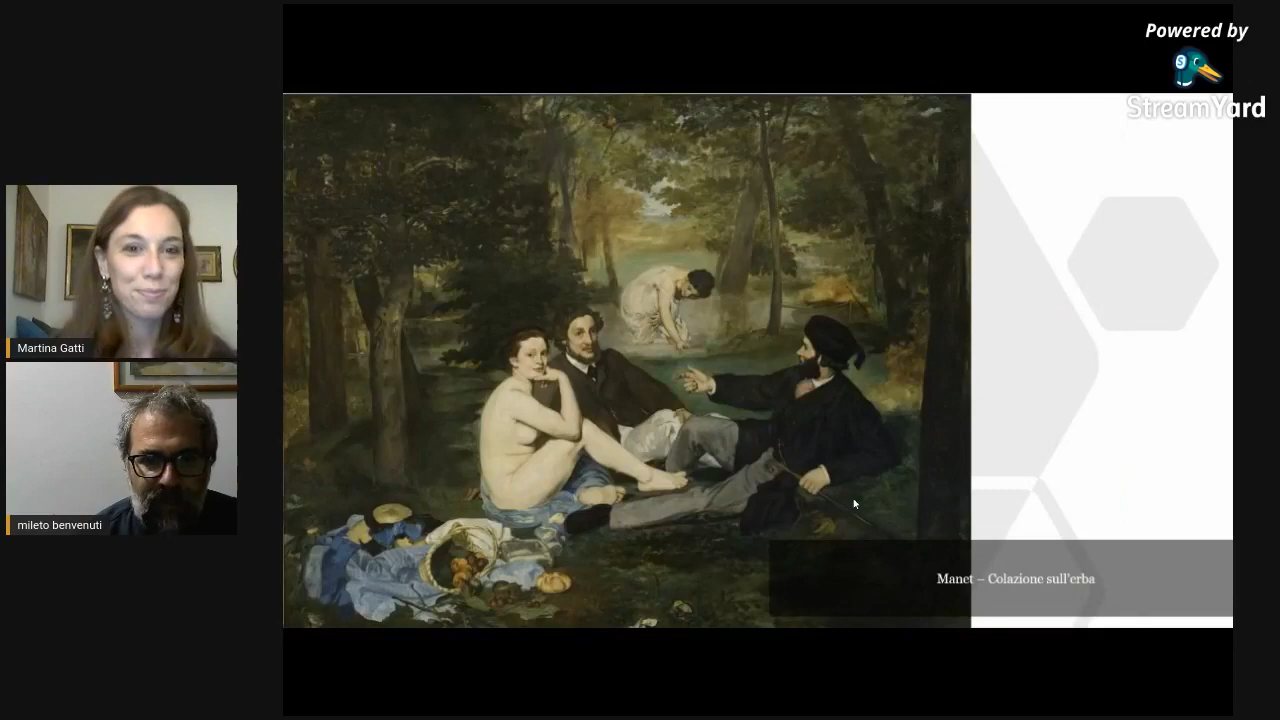 Powered by
StreamYard
Martina Gatti
mileto benvenuti
Manet – Colazione sull'erba